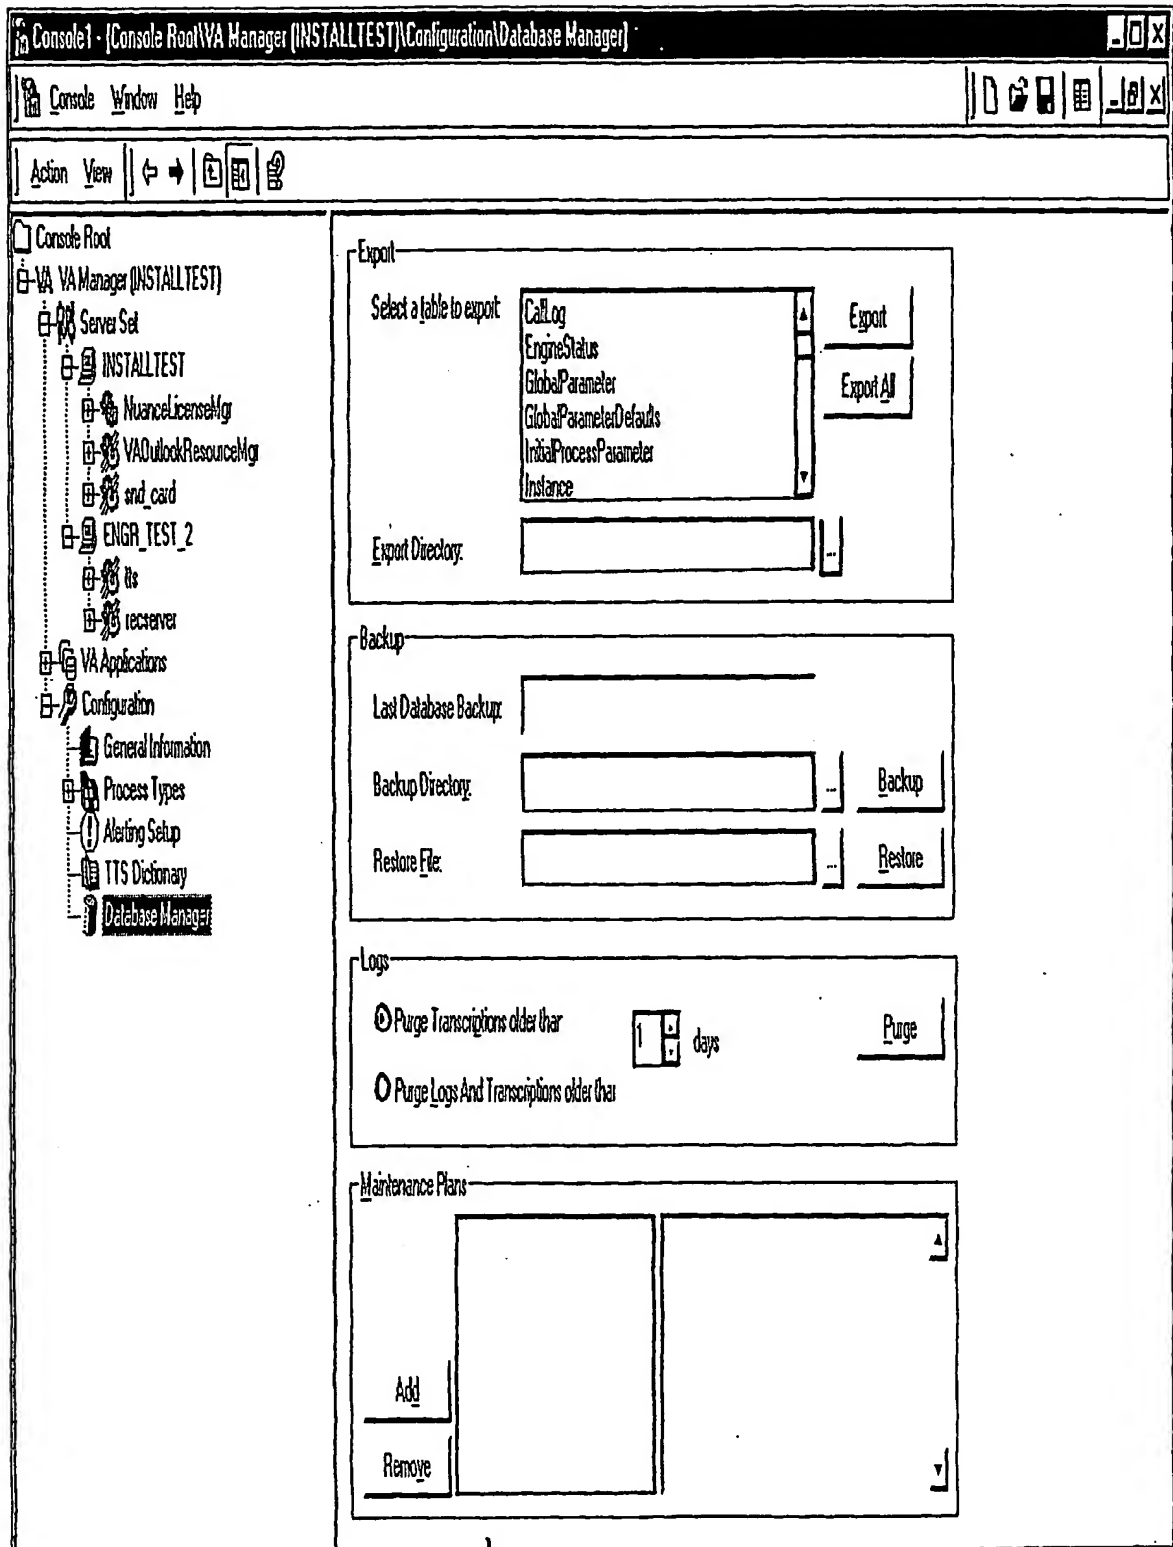 Console1 - [Console Root\VA Manager (INSTALLTEST)\Configuration\Database Manager]
Console Window Help
Action View
Console Root
VA VA Manager (INSTALLTEST)
Server Set
INSTALLTEST
NuanceLicenseMgr
VAOutlookResourceMgr
snd_card
ENGR_TEST_2
tts
recserver
VA Applications
Configuration
General Information
Process Types
Alerting Setup
TTS Dictionary
Database Manager
Export
Select a table to export
CallLog
EngineStatus
GlobalParameter
GlobalParameterDefaults
InitialProcessParameter
Instance
Export
Export All
Export Directory:
...
Backup
Last Database Backup:
Backup Directory:
...
Backup
Restore File:
...
Restore
Logs
Purge Transcriptions older than
1
days
Purge
Purge Logs And Transcriptions older than
Maintenance Plans
Add
Remove